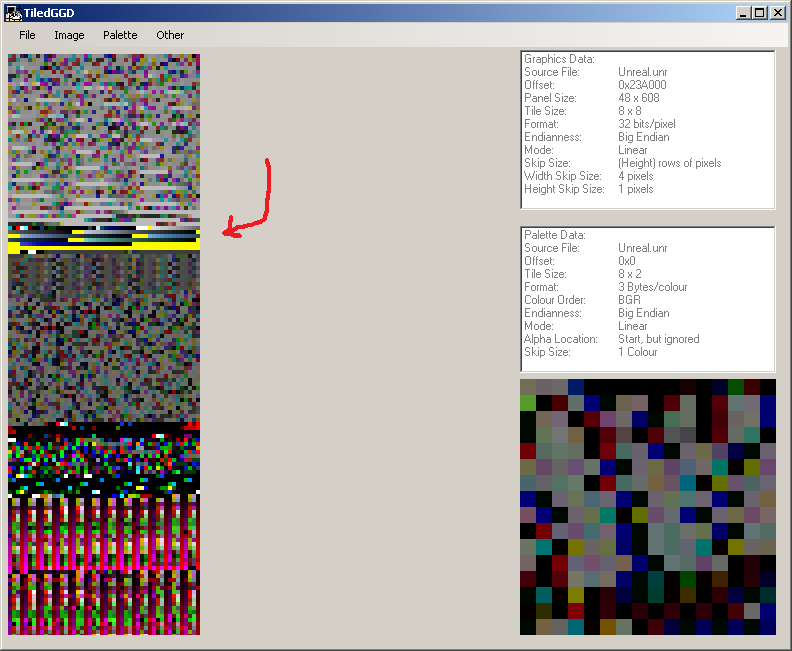 TiledGGD
File Image Palette Other
Graphics Data:
Source File: Unreal.unr
Offset: 0x23A000
Panel Size: 48 x 608
Tile Size: 8 x 8
Format: 32 bits/pixel
Endianness: Big Endian
Mode: Linear
Skip Size: (Height) rows of pixels
Width Skip Size: 4 pixels
Height Skip Size: 1 pixels
Palette Data:
Source File: Unreal.unr
Offset: 0x0
Tile Size: 8 x 2
Format: 3 Bytes/colour
Colour Order: BGR
Endianness: Big Endian
Mode: Linear
Alpha Location: Start, but ignored
Skip Size: 1 Colour